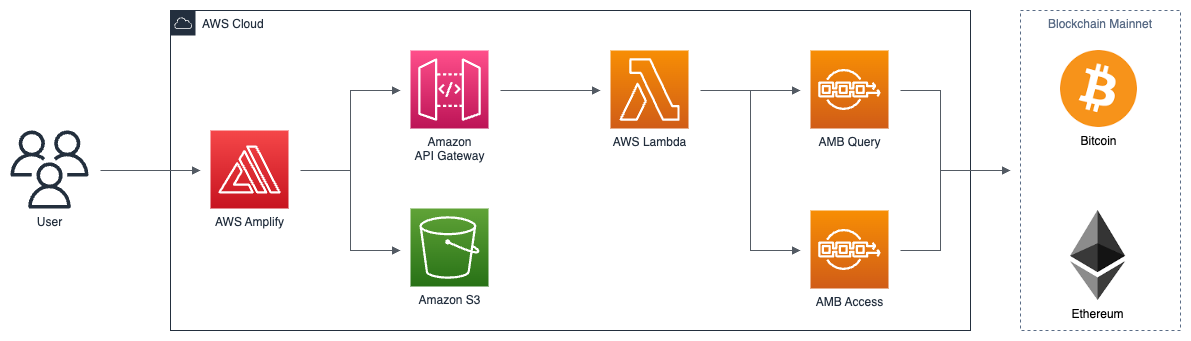 AWS Cloud
Blockchain Mainnet
User
AWS Amplify
</>
Amazon
API Gateway
AWS Lambda
AMB Query
Amazon S3
AMB Access
Bitcoin
Ethereum